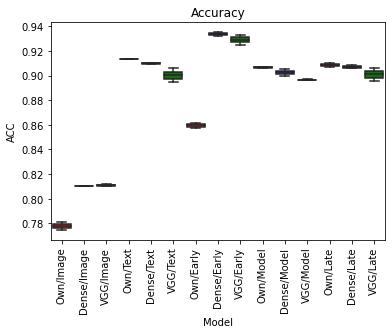 Accuracy
0.94
0.92
0.90
0.88
0.86
0.84
0.82
0.80
0.78
ACC
Own/Image
Dense/Image
VGG/Image
Own/Text
Dense/Text
VGG/Text
Own/Early
Dense/Early
VGG/Early
Own/Model
Dense/Model
VGG/Model
Own/Late
Dense/Late
VGG/Late
Model